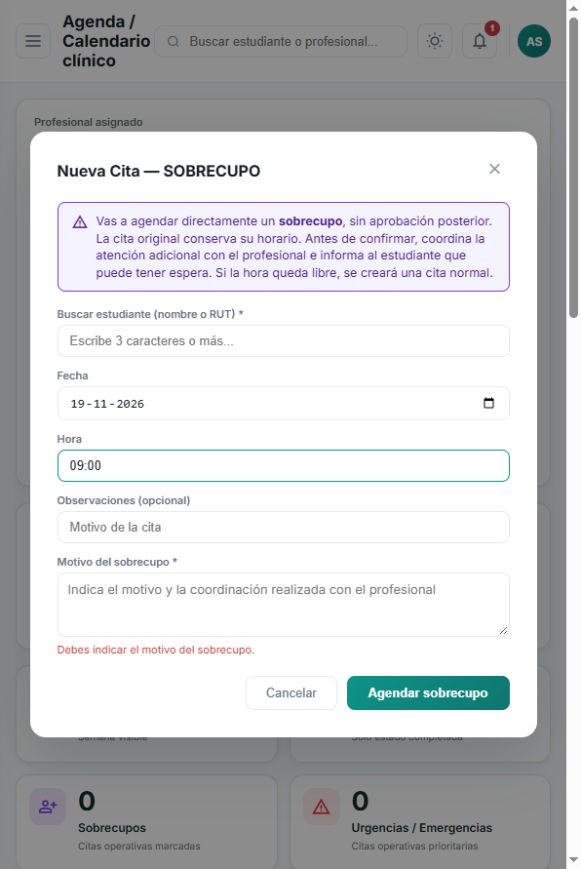 Agenda /
Calendario
clínico
Buscar estudiante o profesional...
1
AS
Profesional asignado
Nueva Cita — SOBRECUPO
Vas a agendar directamente un sobrecupo, sin aprobación posterior.
La cita original conserva su horario. Antes de confirmar, coordina la
atención adicional con el profesional e informa al estudiante que
puede tener espera. Si la hora queda libre, se creará una cita normal.
Buscar estudiante (nombre o RUT) *
Escribe 3 caracteres o más...
Fecha
19-11-2026
Hora
09:00
Observaciones (opcional)
Motivo de la cita
Motivo del sobrecupo *
Indica el motivo y la coordinación realizada con el profesional
Debes indicar el motivo del sobrecupo.
Cancelar
Agendar sobrecupo
Semana visible
Solo estado completada
0
Sobrecupos
Citas operativas marcadas
0
Urgencias / Emergencias
Citas operativas prioritarias